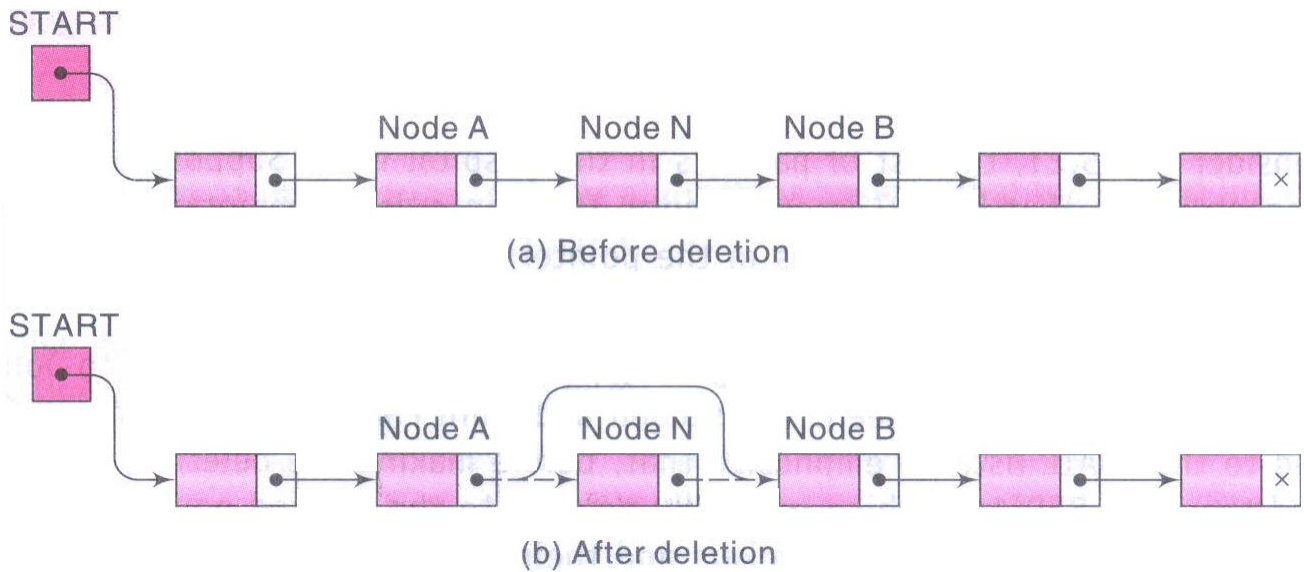 START
Node A Node N Node B
×
(a) Before deletion
START
Node A Node N Node B
×
(b) After deletion